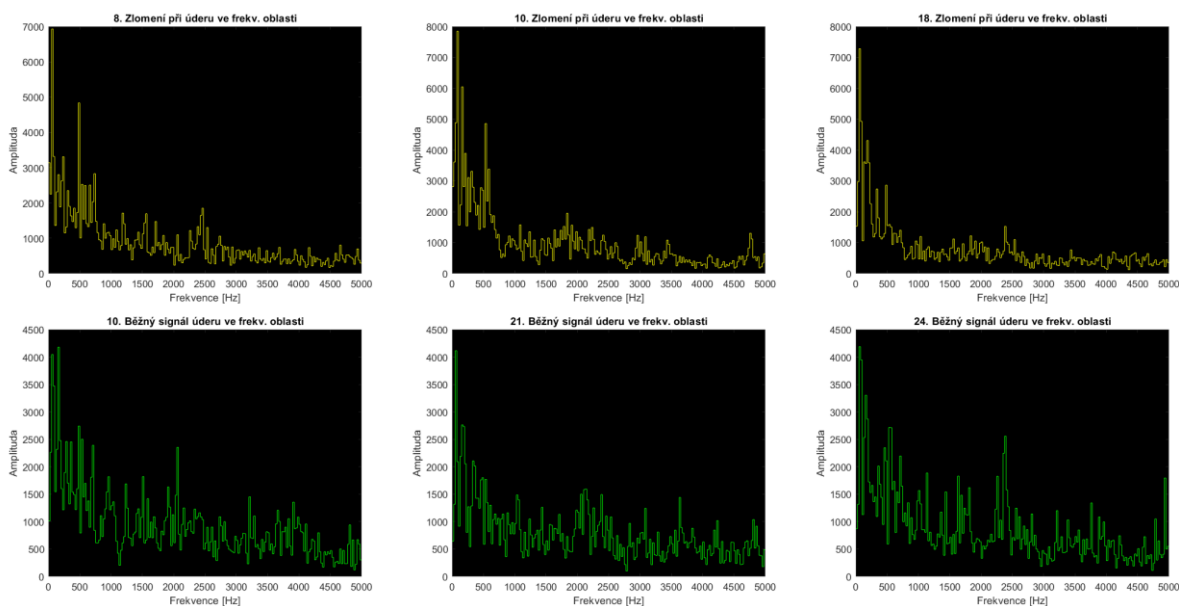 8. Zlomení při úderu ve frekv. oblasti
7000
6000
5000
4000
3000
2000
1000
0
Amplituda
0 500 1000 1500 2000 2500 3000 3500 4000 4500 5000
Frekvence [Hz]
10. Zlomení při úderu ve frekv. oblasti
8000
7000
6000
5000
4000
3000
2000
1000
0
Amplituda
0 500 1000 1500 2000 2500 3000 3500 4000 4500 5000
Frekvence [Hz]
18. Zlomení při úderu ve frekv. oblasti
8000
7000
6000
5000
4000
3000
2000
1000
0
Amplituda
0 500 1000 1500 2000 2500 3000 3500 4000 4500 5000
Frekvence [Hz]
10. Běžný signál úderu ve frekv. oblasti
4500
4000
3500
3000
2500
2000
1500
1000
500
0
Amplituda
0 500 1000 1500 2000 2500 3000 3500 4000 4500 5000
Frekvence [Hz]
21. Běžný signál úderu ve frekv. oblasti
4500
4000
3500
3000
2500
2000
1500
1000
500
0
Amplituda
0 500 1000 1500 2000 2500 3000 3500 4000 4500 5000
Frekvence [Hz]
24. Běžný signál úderu ve frekv. oblasti
4500
4000
3500
3000
2500
2000
1500
1000
500
0
Amplituda
0 500 1000 1500 2000 2500 3000 3500 4000 4500 5000
Frekvence [Hz]